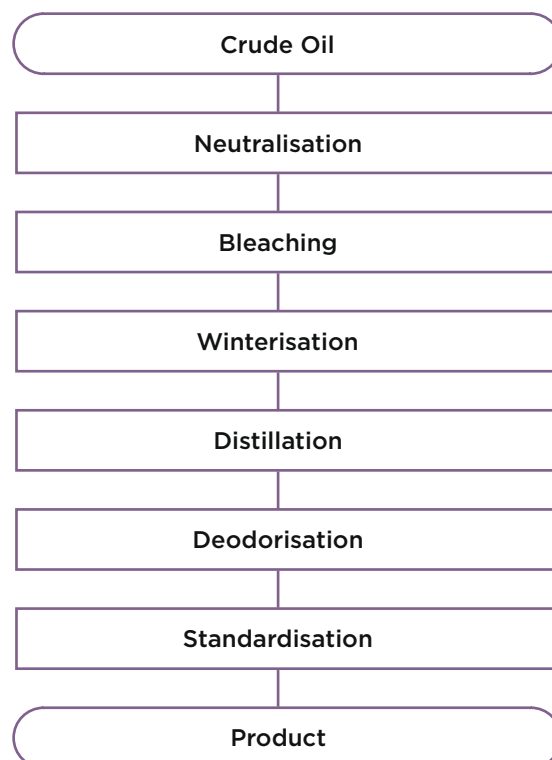 Crude Oil
Neutralisation
Bleaching
Winterisation
Distillation
Deodorisation
Standardisation
Product